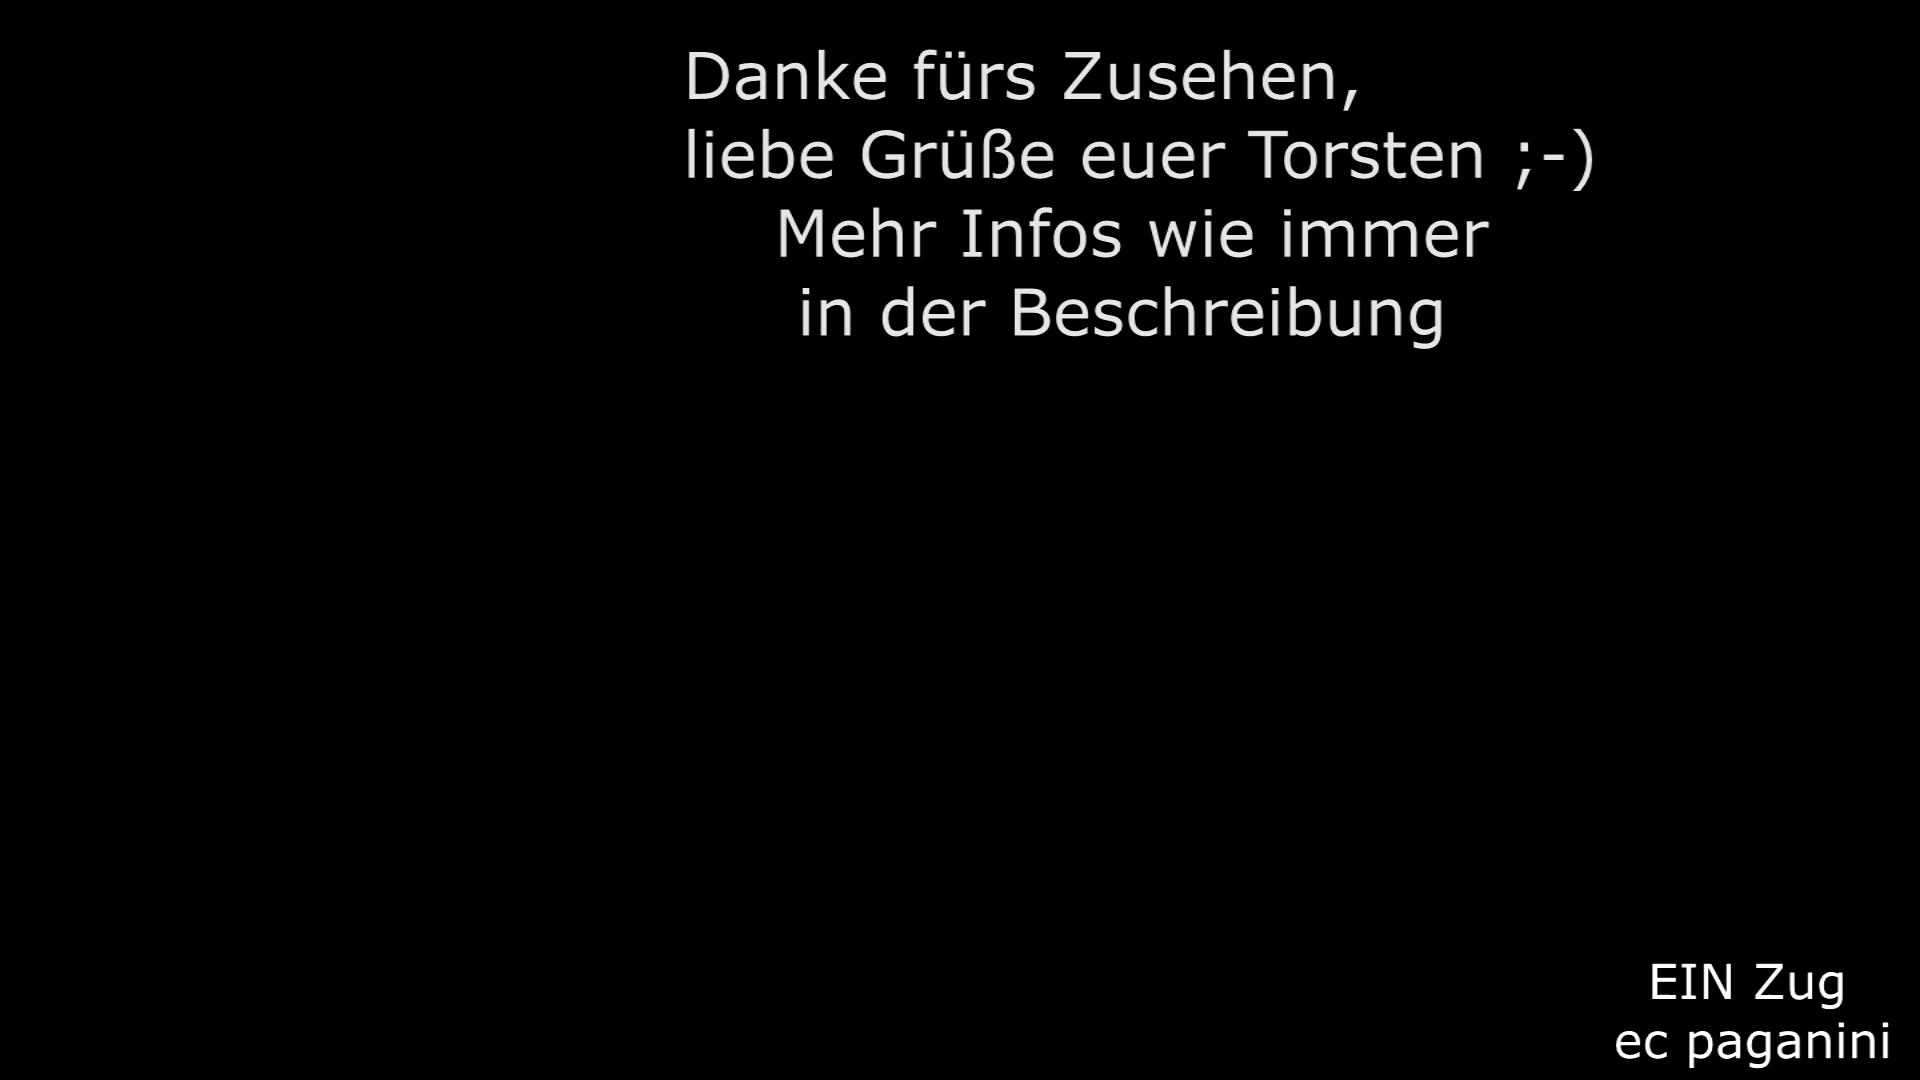 Danke fürs Zusehen,
liebe Grüße euer Torsten ;-)
Mehr Infos wie immer
in der Beschreibung
EIN Zug
ec paganini